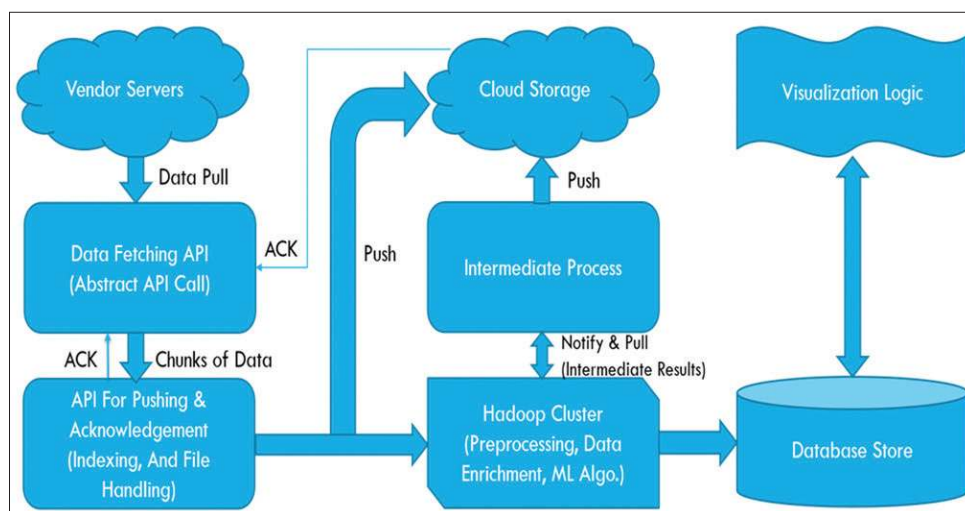 Vendor Servers
Cloud Storage
Visualization Logic
Data Pull
Push
Data Fetching API
(Abstract API Call)
ACK
Push
Intermediate Process
ACK
Chunks of Data
Notify & Pull
(Intermediate Results)
API For Pushing &
Acknowledgement
(Indexing, And File
Handling)
Hadoop Cluster
(Preprocessing, Data
Enrichment, ML Algo.)
Database Store